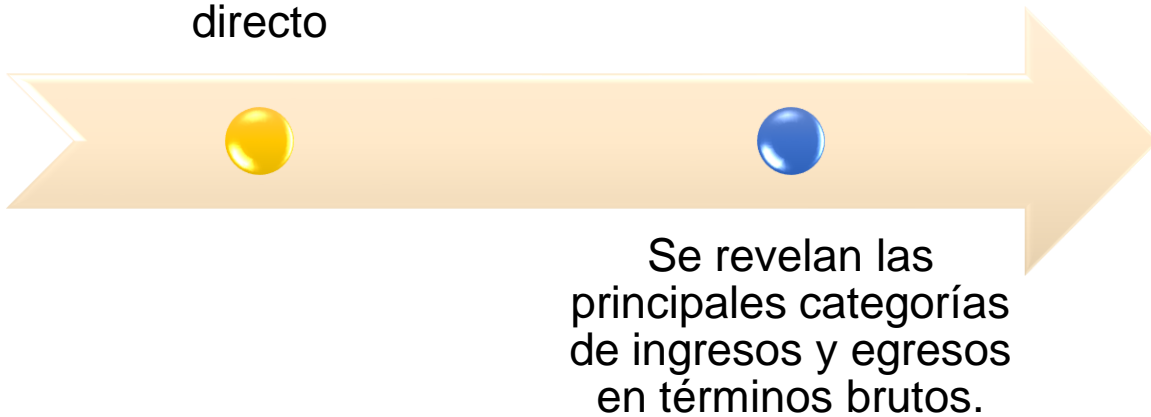 directo
Se revelan las
principales categorías
de ingresos y egresos
en términos brutos.